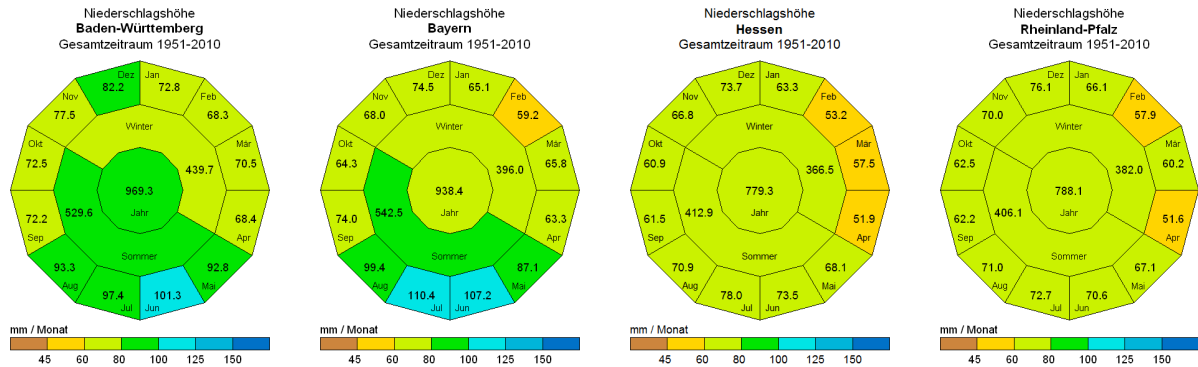 Niederschlagshöhe
Baden-Württemberg
Gesamtzeitraum 1951-2010
Dez
82.2
Jan
72.8
Nov
77.5
Feb
68.3
Winter
Okt
72.5
Mär
70.5
439.7
969.3
Jahr
529.6
72.2
Sep
68.4
Apr
Sommer
93.3
Aug
92.8
Mai
97.4
Jul
101.3
Jun
mm / Monat
45 60 80 100 125 150
Niederschlagshöhe
Bayern
Gesamtzeitraum 1951-2010
Dez
74.5
Jan
65.1
Nov
68.0
Feb
59.2
Winter
Okt
64.3
Mär
65.8
396.0
938.4
Jahr
542.5
74.0
Sep
63.3
Apr
Sommer
99.4
Aug
87.1
Mai
110.4
Jul
107.2
Jun
mm / Monat
45 60 80 100 125 150
Niederschlagshöhe
Hessen
Gesamtzeitraum 1951-2010
Dez
73.7
Jan
63.3
Nov
66.8
Feb
53.2
Winter
Okt
60.9
Mär
57.5
366.5
779.3
Jahr
412.9
61.5
Sep
51.9
Apr
Sommer
70.9
Aug
68.1
Mai
78.0
Jul
73.5
Jun
mm / Monat
45 60 80 100 125 150
Niederschlagshöhe
Rheinland-Pfalz
Gesamtzeitraum 1951-2010
Dez
76.1
Jan
66.1
Nov
70.0
Feb
57.9
Winter
Okt
62.5
Mär
60.2
382.0
788.1
Jahr
406.1
62.2
Sep
51.6
Apr
Sommer
71.0
Aug
67.1
Mai
72.7
Jul
70.6
Jun
mm / Monat
45 60 80 100 125 150